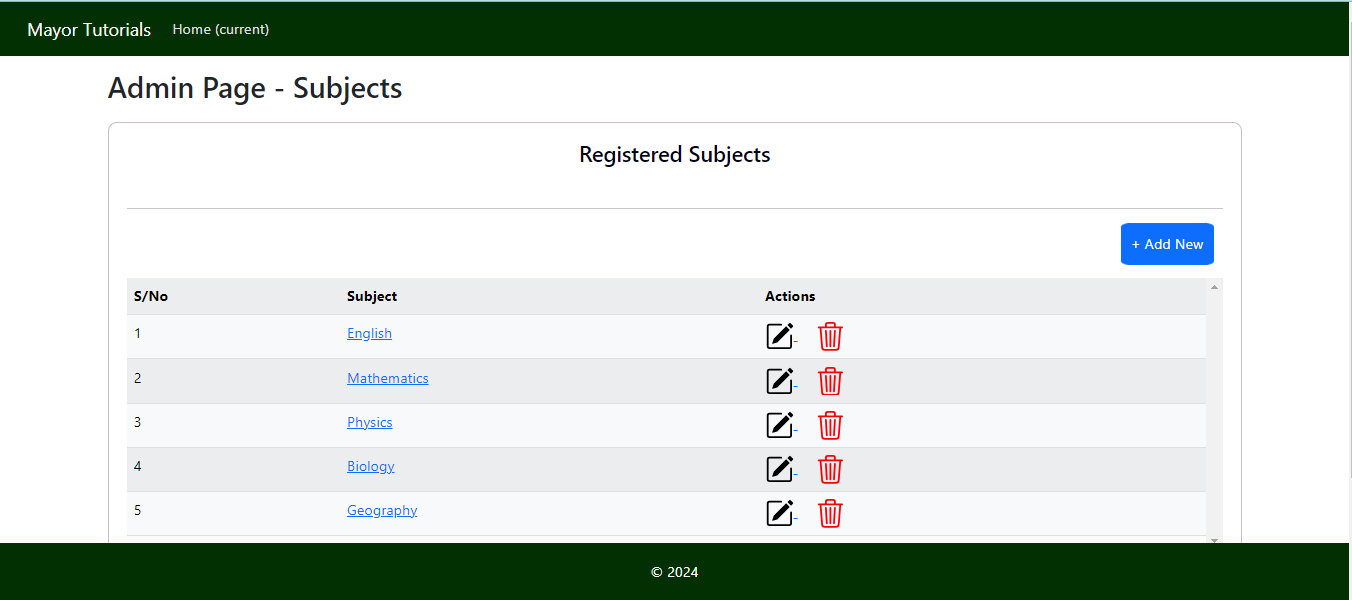 Mayor Tutorials Home (current)
Admin Page - Subjects
Registered Subjects
+ Add New
S/No Subject Actions
1 English
2 Mathematics
3 Physics
4 Biology
5 Geography
© 2024